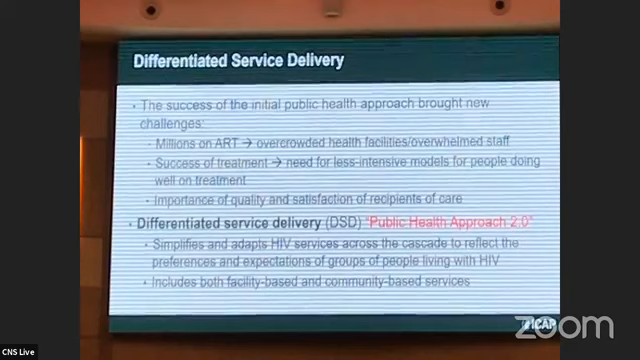 Differentiated Service Delivery
• The success of the initial public health approach brought new
challenges:
- Millions on ART → overcrowded health facilities/overwhelmed staff
- Success of treatment → need for less-intensive models for people doing
well on treatment
- Importance of quality and satisfaction of recipients of care
• Differentiated service delivery (DSD) "Public Health Approach 2.0"
• Simplifies and adapts HIV services across the cascade to reflect the
preferences and expectations of groups of people living with HIV
• Includes both facility-based and community-based services
ICAP
zoom
CNS Live